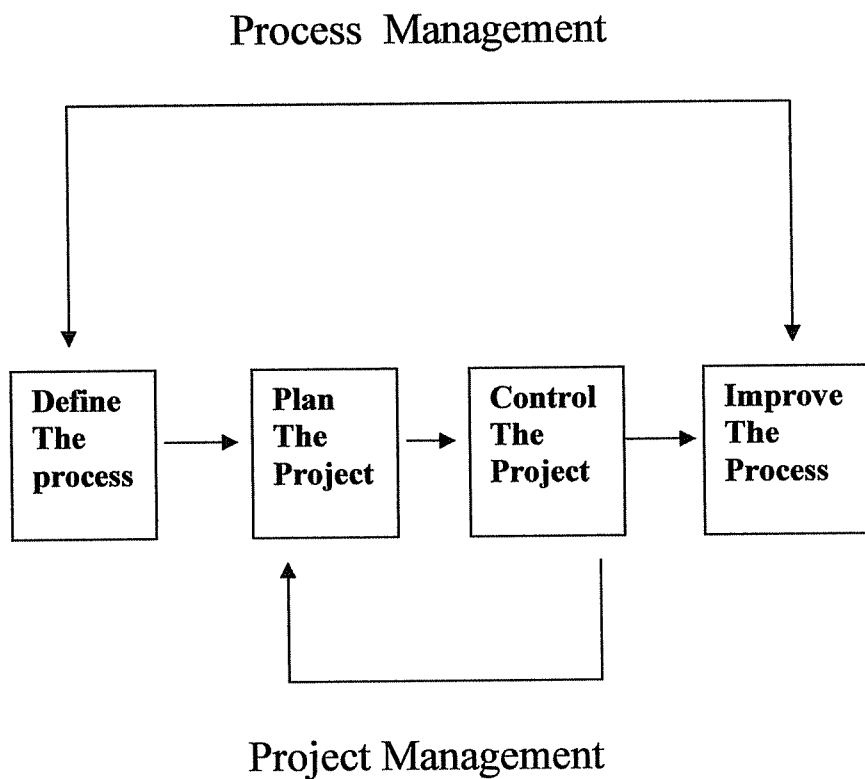 Process Management
Define
The
process
Plan
The
Project
Control
The
Project
Improve
The
Process
Project Management